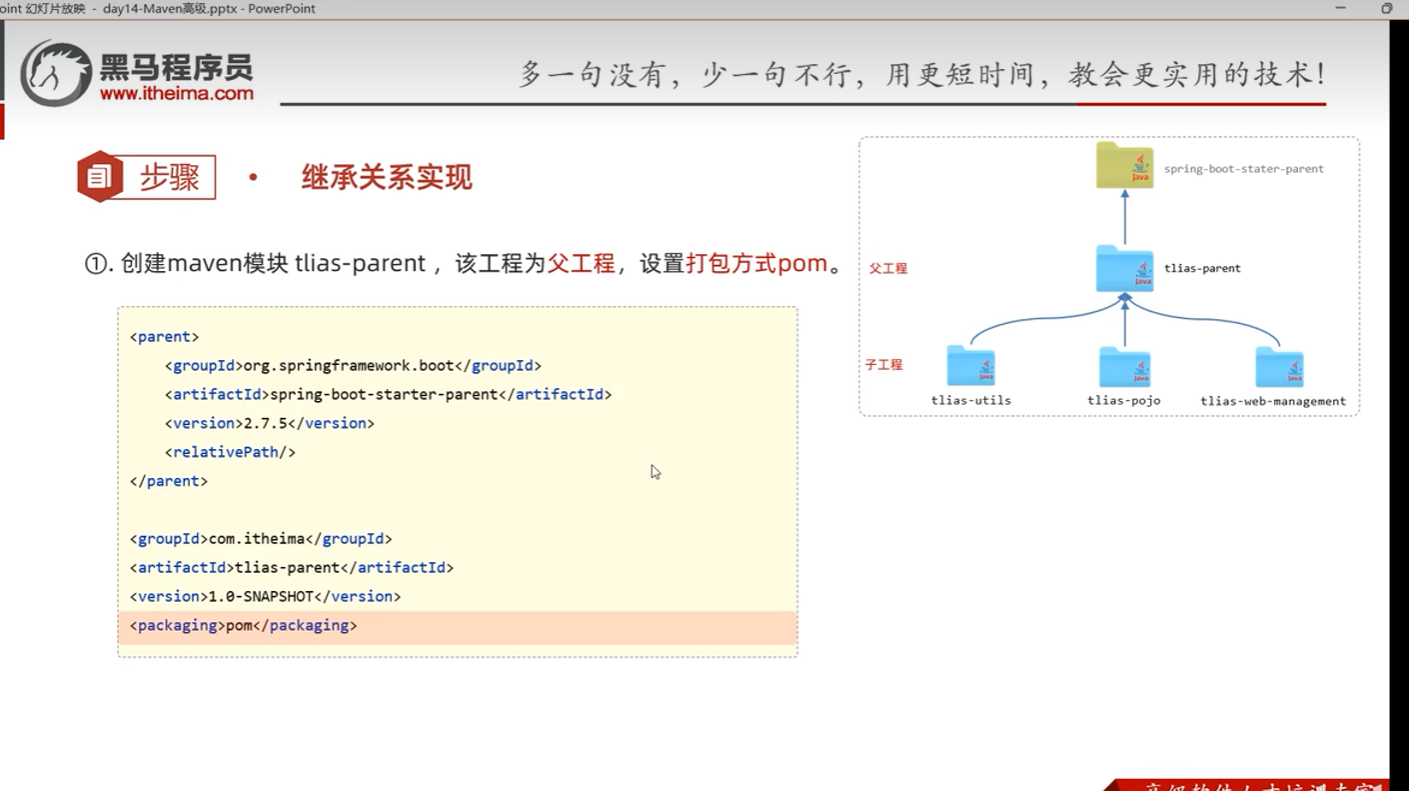 oint 幻灯片放映 - day14-Maven高级.pptx - PowerPoint
黑马程序员
www.itheima.com
多一句没有，少一句不行，用更短时间，教会更实用的技术！
步骤
• 继承关系实现
①. 创建maven模块 tlias-parent ，该工程为父工程，设置打包方式pom。
<parent>
    <groupId>org.springframework.boot</groupId>
    <artifactId>spring-boot-starter-parent</artifactId>
    <version>2.7.5</version>
    <relativePath/>
</parent>
<groupId>com.itheima</groupId>
<artifactId>tlias-parent</artifactId>
<version>1.0-SNAPSHOT</version>
<packaging>pom</packaging>
Java spring-boot-stater-parent
父工程 Java tlias-parent
子工程 Java Java Java
tlias-utils tlias-pojo tlias-web-management